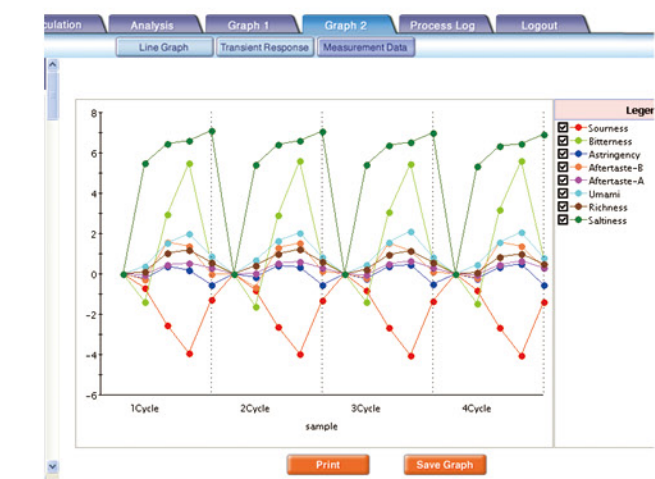 culation Analysis Graph 1 Graph 2 Process Log Logout
Line Graph Transient Response Measurement Data
Legen
Sourness
Bitterness
Astringency
Aftertaste-B
Aftertaste-A
Umami
Richness
Saltiness
8
6
4
2
0
-2
-4
-6
1Cycle 2Cycle 3Cycle 4Cycle
sample
Print Save Graph